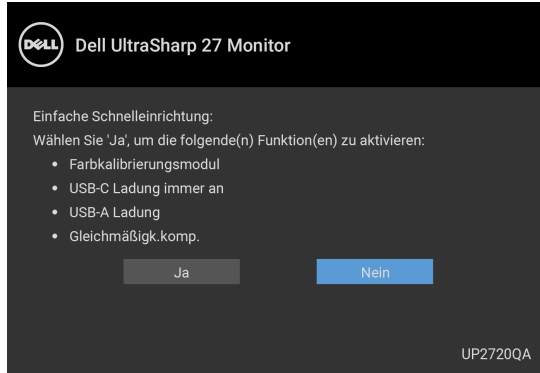 DELL Dell UltraSharp 27 Monitor
Einfache Schnelleinrichtung:
Wählen Sie 'Ja', um die folgende(n) Funktion(en) zu aktivieren:
• Farbkalibrierungsmodul
• USB-C Ladung immer an
• USB-A Ladung
• Gleichmäßigk.komp.
Ja Nein
UP2720QA